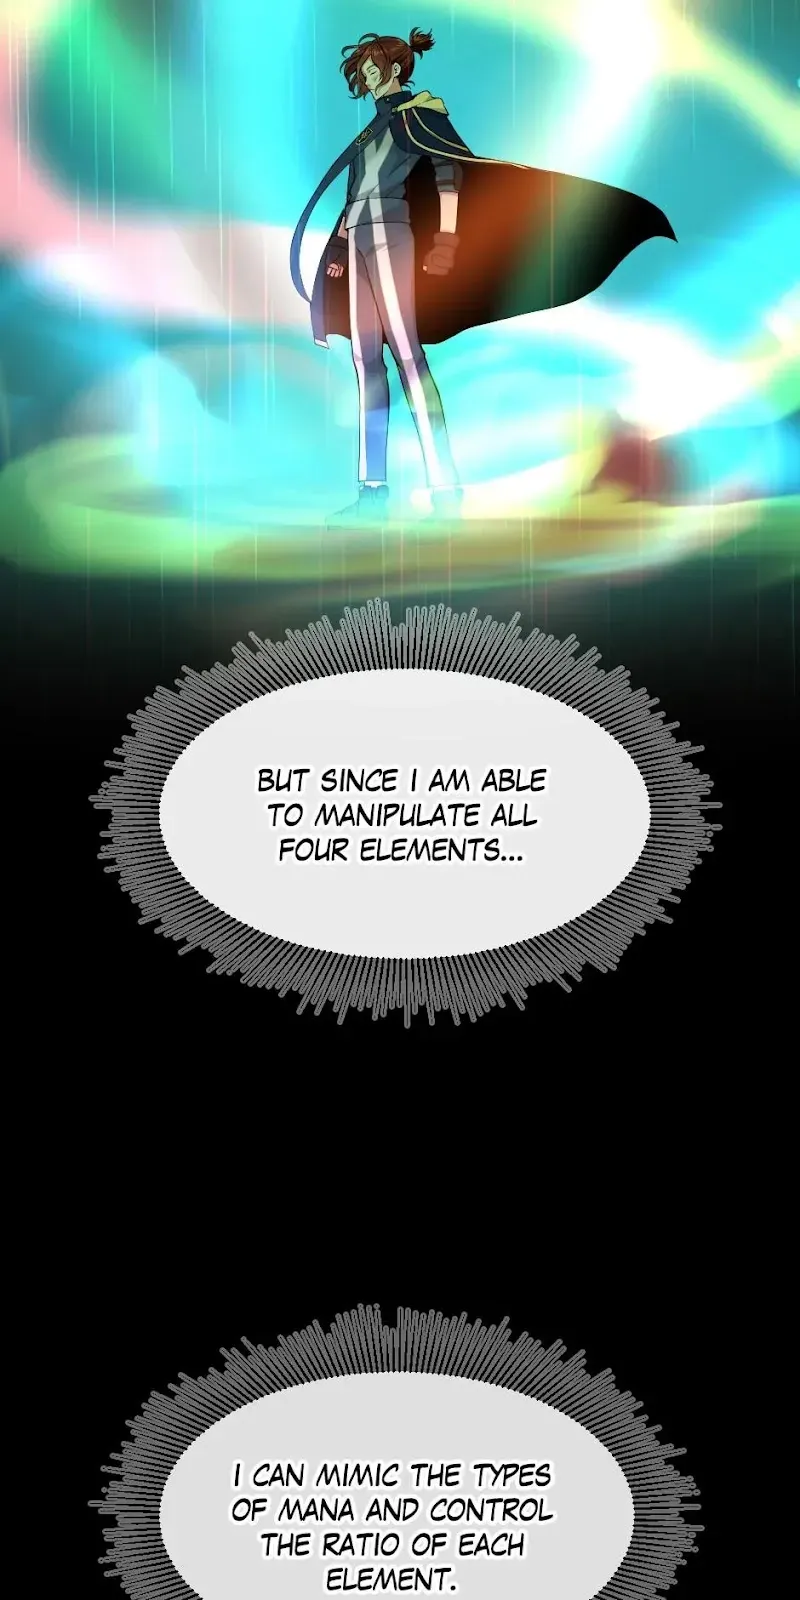 BUT SINCE I AM ABLE
TO MANIPULATE ALL
FOUR ELEMENTS...
I CAN MIMIC THE TYPES
OF MANA AND CONTROL
THE RATIO OF EACH
ELEMENT.